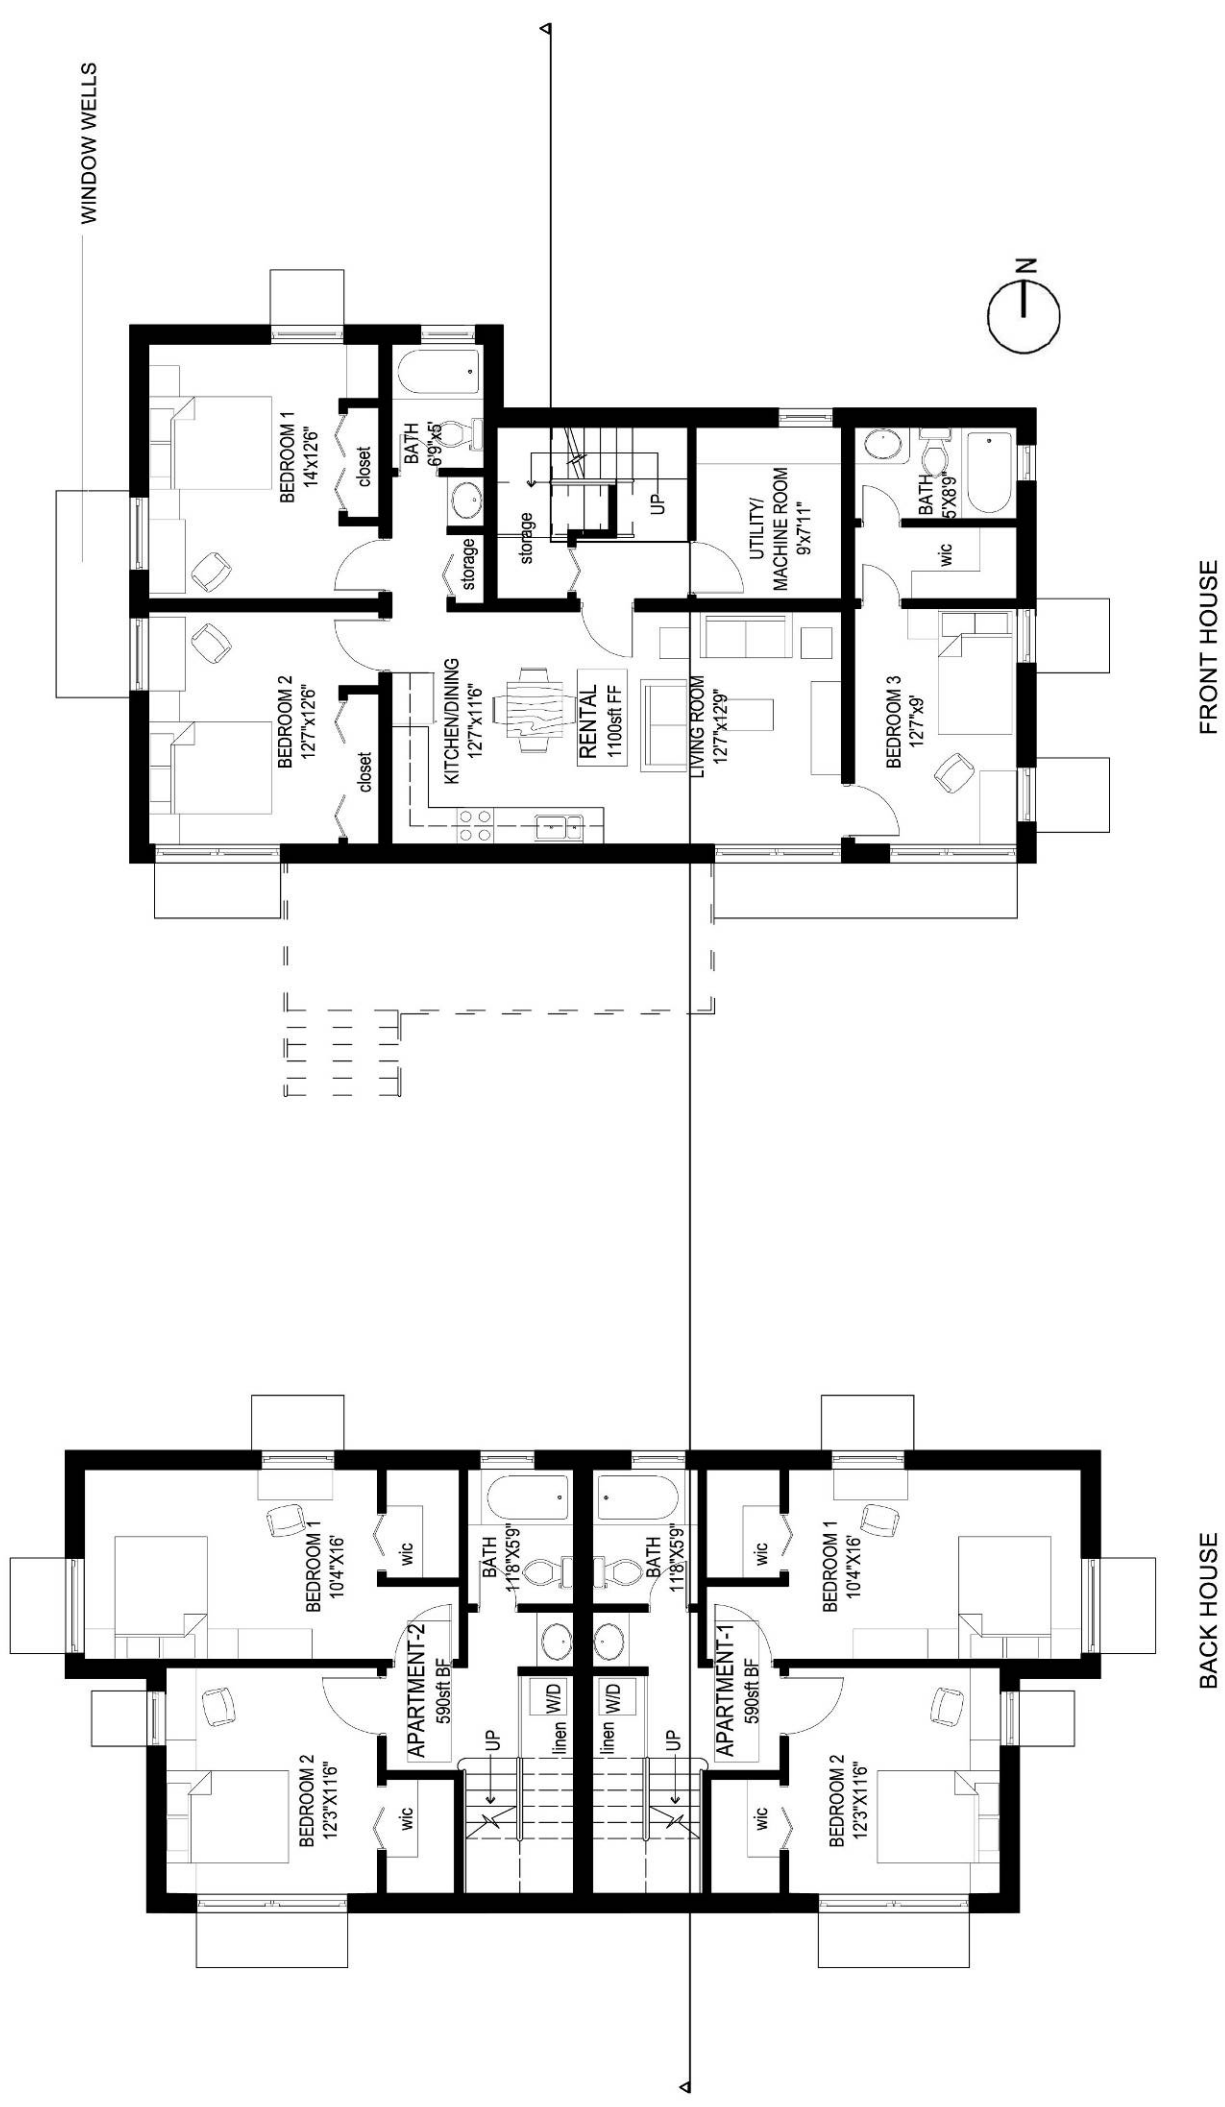 WINDOW WELLS
N
BEDROOM 1
14'x12'6"
closet
BATH
6'9"x5'
storage
storage
UP
UTILITY/
MACHINE ROOM
9'x7'11"
BATH
5'X8'9"
wic
BEDROOM 2
12'7"x12'6"
closet
KITCHEN/DINING
12'7"x11'6"
RENTAL
1100sft FF
LIVING ROOM
12'7"x12'9"
BEDROOM 3
12'7"x9'
FRONT HOUSE
BEDROOM 1
10'4"X16'
wic
BATH
11'8"X5'9"
BATH
11'8"X5'9"
wic
BEDROOM 1
10'4"X16'
APARTMENT-2
590sft BF
UP
linen
W/D
linen
W/D
UP
APARTMENT-1
590sft BF
BEDROOM 2
12'3"X11'6"
wic
wic
BEDROOM 2
12'3"X11'6"
BACK HOUSE